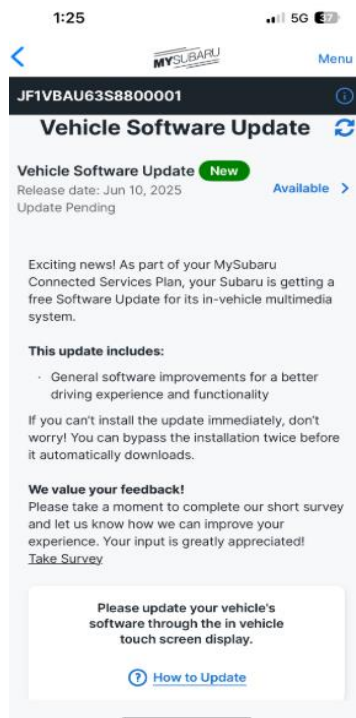 1:25 5G 37
MYSUBARU Menu
JF1VBAU63S8800001
Vehicle Software Update
Vehicle Software Update New
Release date: Jun 10, 2025 Available
Update Pending
Exciting news! As part of your MySubaru
Connected Services Plan, your Subaru is getting a
free Software Update for its in-vehicle multimedia
system.
This update includes:
· General software improvements for a better
driving experience and functionality
If you can't install the update immediately, don't
worry! You can bypass the installation twice before
it automatically downloads.
We value your feedback!
Please take a moment to complete our short survey
and let us know how we can improve your
experience. Your input is greatly appreciated!
Take Survey
Please update your vehicle's
software through the in vehicle
touch screen display.
? How to Update